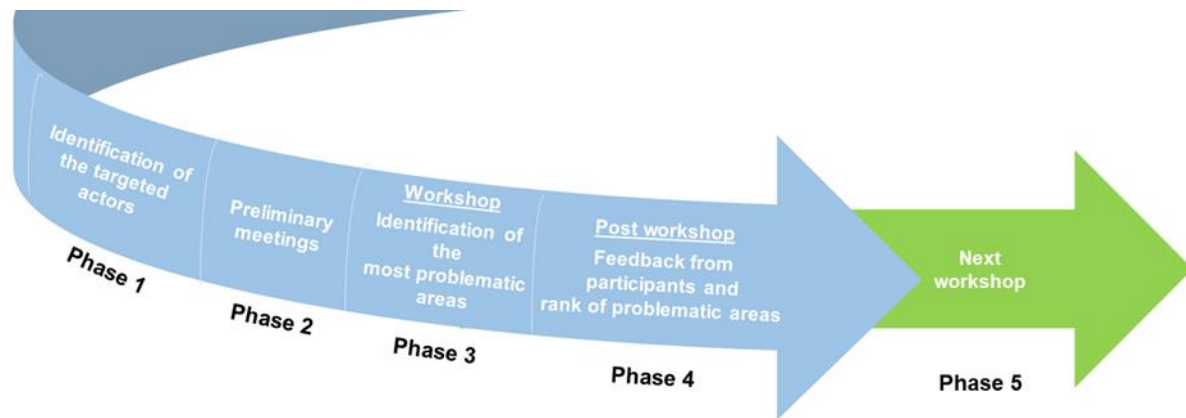 Identification of
the targeted
actors
Phase 1
Preliminary
meetings
Phase 2
Workshop
Identification of
the
most problematic
areas
Phase 3
Post workshop
Feedback from
participants and
rank of problematic areas
Phase 4
Next
workshop
Phase 5